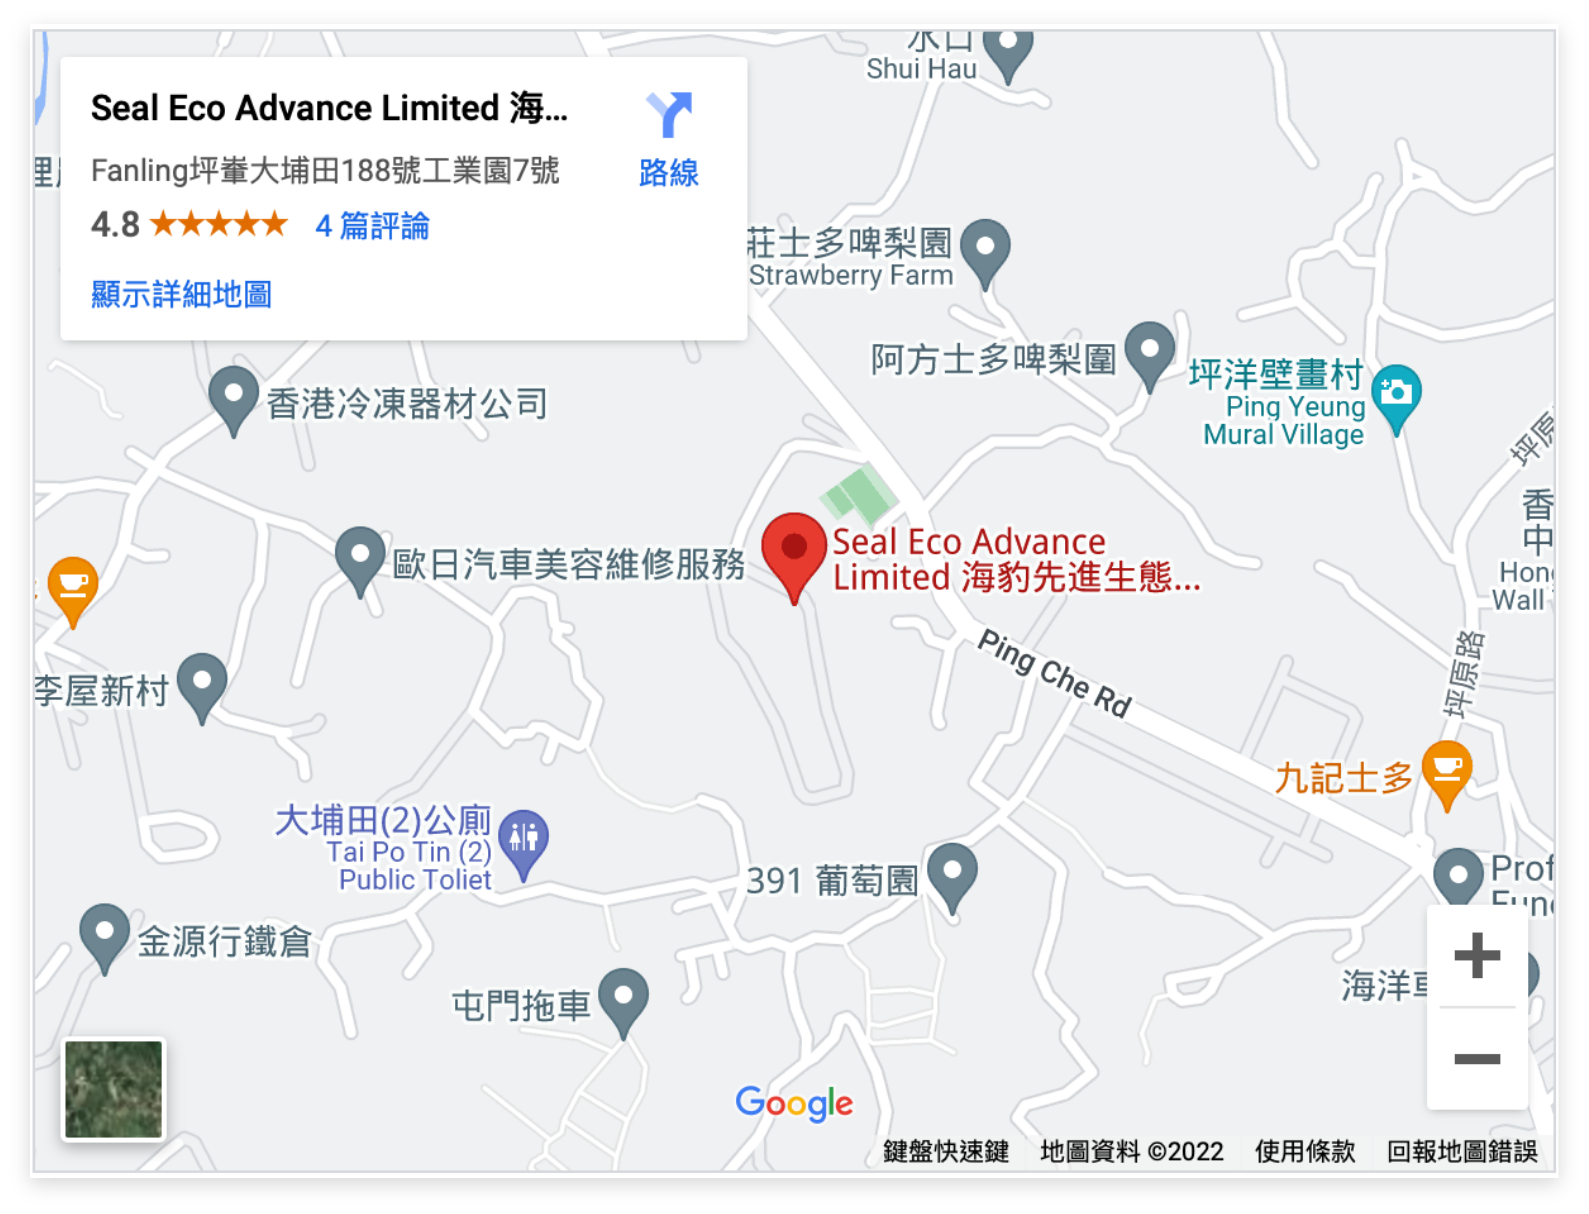 水口
Shui Hau
Seal Eco Advance Limited 海...
Fanling坪輋大埔田188號工業園7號
路線
4.8
4 篇評論
顯示詳細地圖
莊士多啤梨園
Strawberry Farm
阿方士多啤梨園
坪洋壁畫村
Ping Yeung
Mural Village
香港冷凍器材公司
坪原
香
中
Hon
Wall
歐日汽車美容維修服務
Seal Eco Advance
Limited 海豹先進生態...
Ping Che Rd
坪原路
李屋新村
九記士多
大埔田(2)公廁
Tai Po Tin (2)
Public Toliet
391 葡萄園
Prof
金源行鐵倉
屯門拖車
海洋
Google
鍵盤快速鍵
地圖資料 ©2022
使用條款
回報地圖錯誤